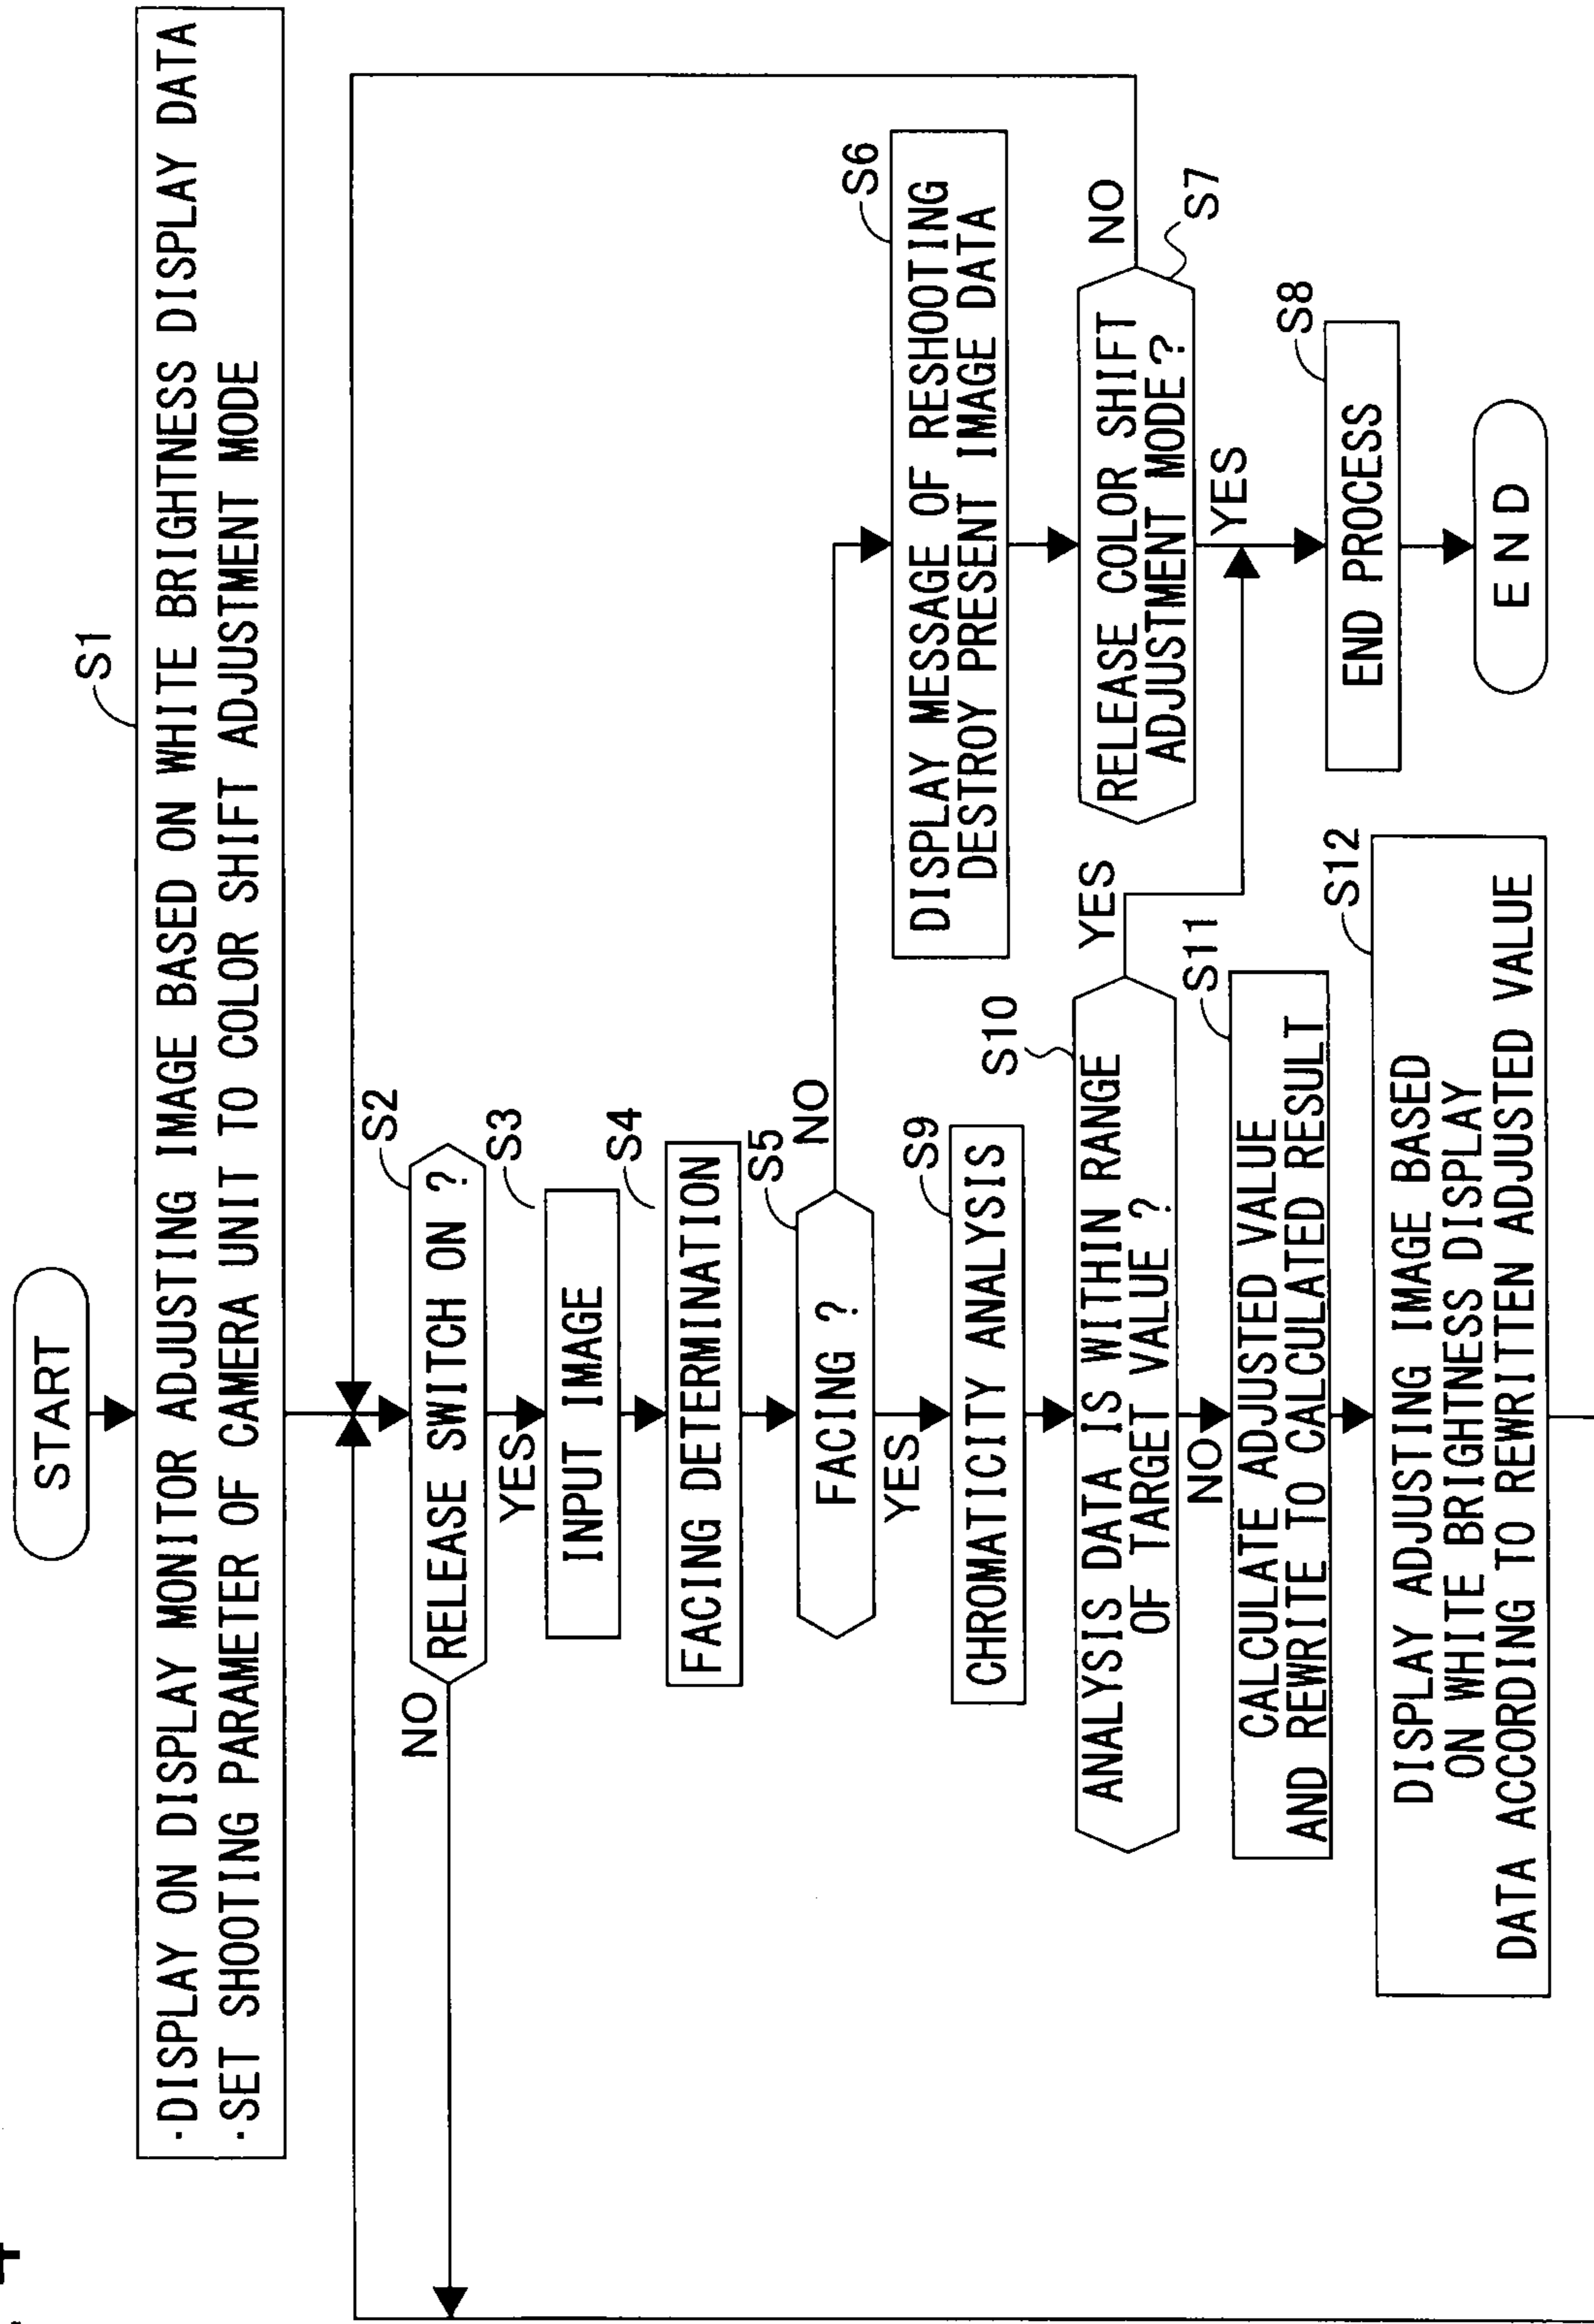 START
S1
·DISPLAY ON DISPLAY MONITOR ADJUSTING IMAGE BASED ON WHITE BRIGHTNESS DISPLAY DATA
·SET SHOOTING PARAMETER OF CAMERA UNIT TO COLOR SHIFT ADJUSTMENT MODE
S2
RELEASE SWITCH ON ?
NO
YES
S3
INPUT IMAGE
S4
FACING DETERMINATION
S5
FACING ?
NO
YES
S6
DISPLAY MESSAGE OF RESHOOTING
DESTROY PRESENT IMAGE DATA
S7
RELEASE COLOR SHIFT
ADJUSTMENT MODE?
NO
YES
S8
END PROCESS
END
S9
CHROMATICITY ANALYSIS
S10
ANALYSIS DATA IS WITHIN RANGE
OF TARGET VALUE ?
YES
NO
S11
CALCULATE ADJUSTED VALUE
AND REWRITE TO CALCULATED RESULT
S12
DISPLAY ADJUSTING IMAGE BASED
ON WHITE BRIGHTNESS DISPLAY
DATA ACCORDING TO REWRITTEN ADJUSTED VALUE